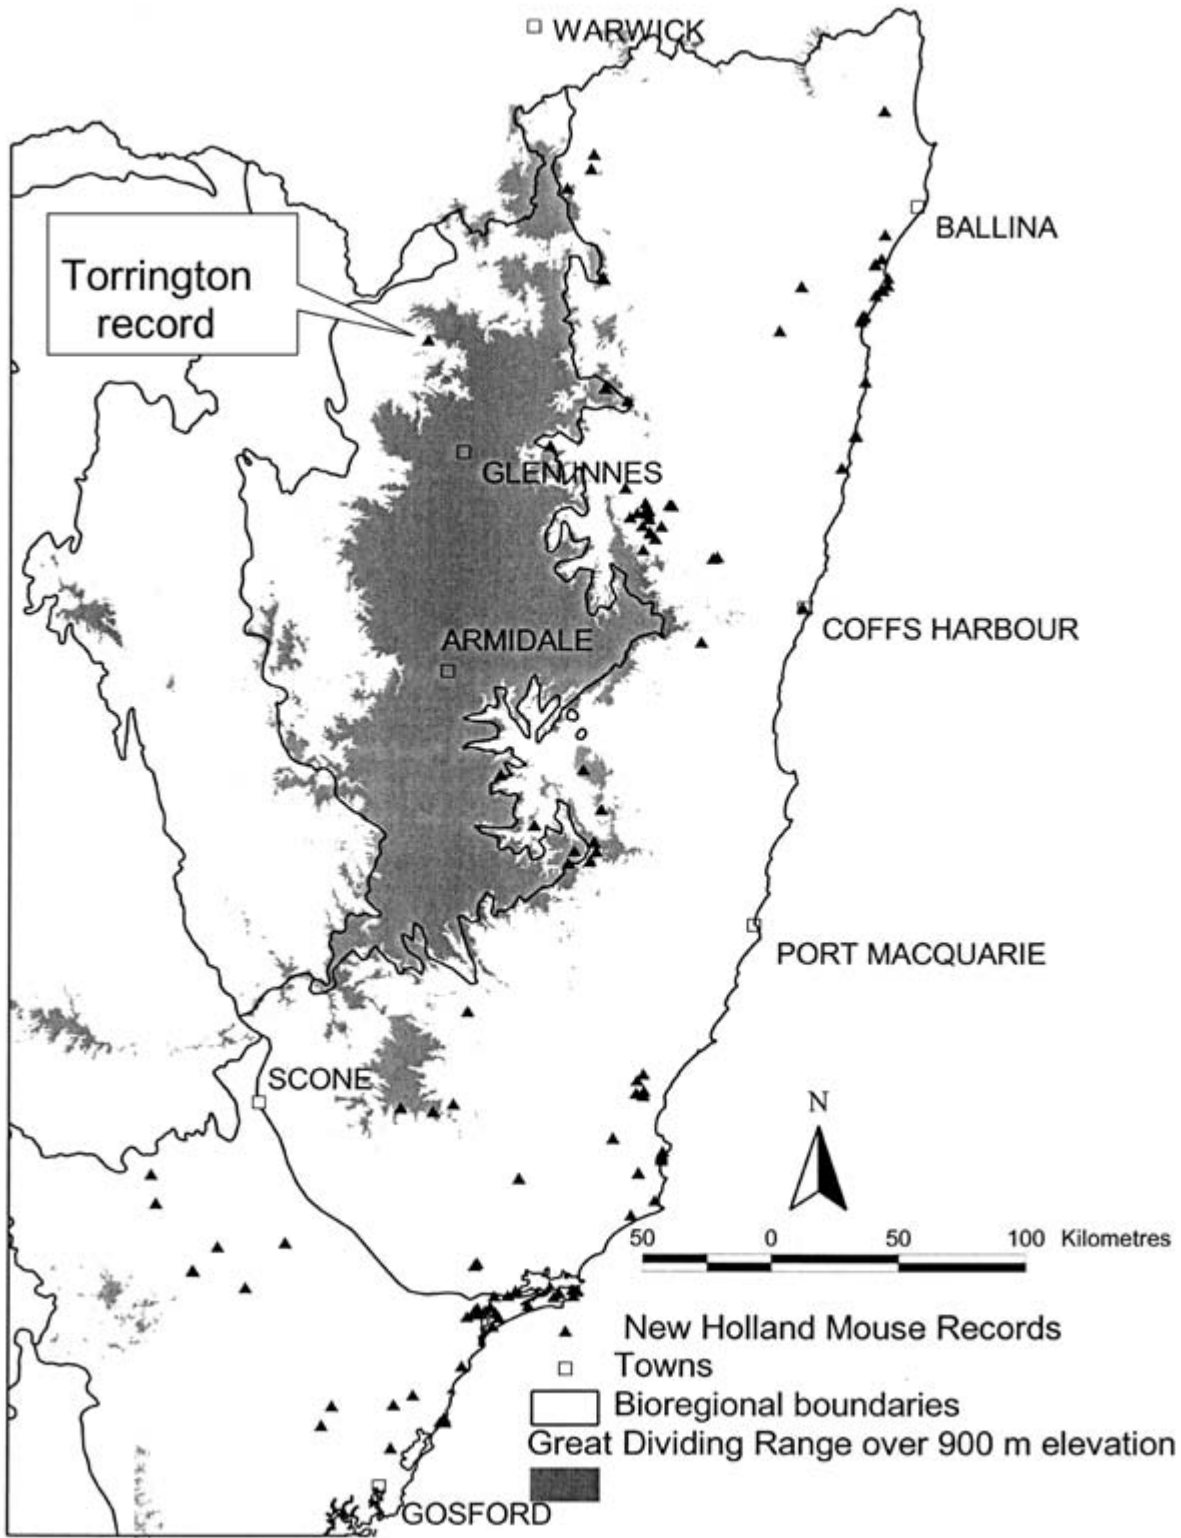 WARWICK
BALLINA
Torrington
record
GLEN INNES
COFFS HARBOUR
ARMIDALE
PORT MACQUARIE
SCONE
N
50 0 50 100 Kilometres
New Holland Mouse Records
Towns
Bioregional boundaries
Great Dividing Range over 900 m elevation
GOSFORD